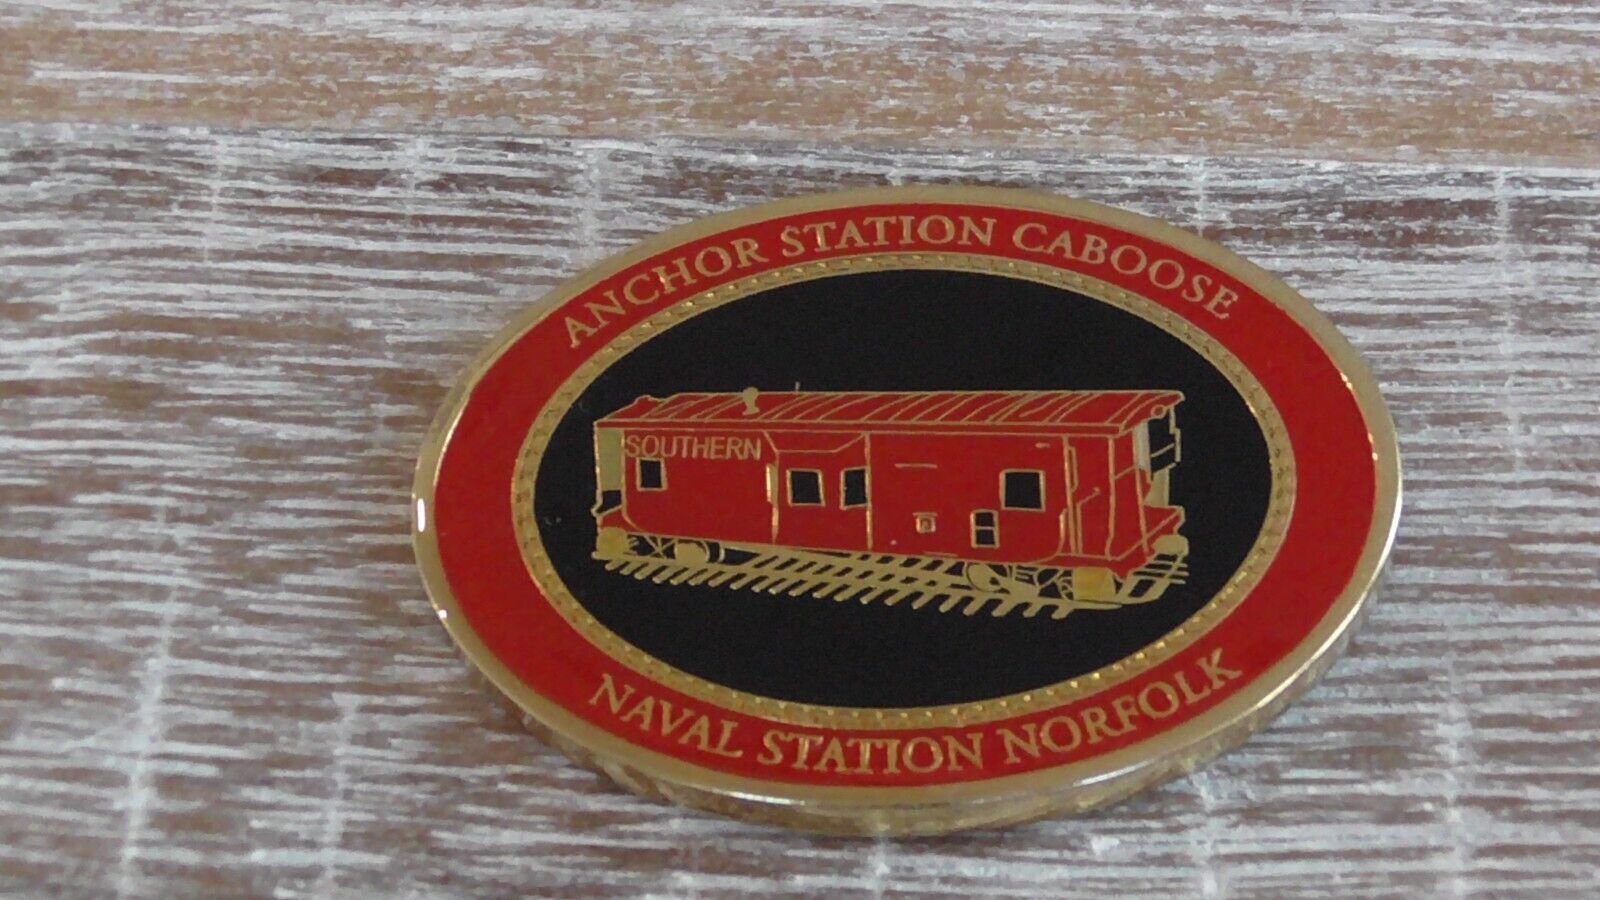 ANCHOR STATION CABOOSE
SOUTHERN
NAVAL STATION NORFOLK